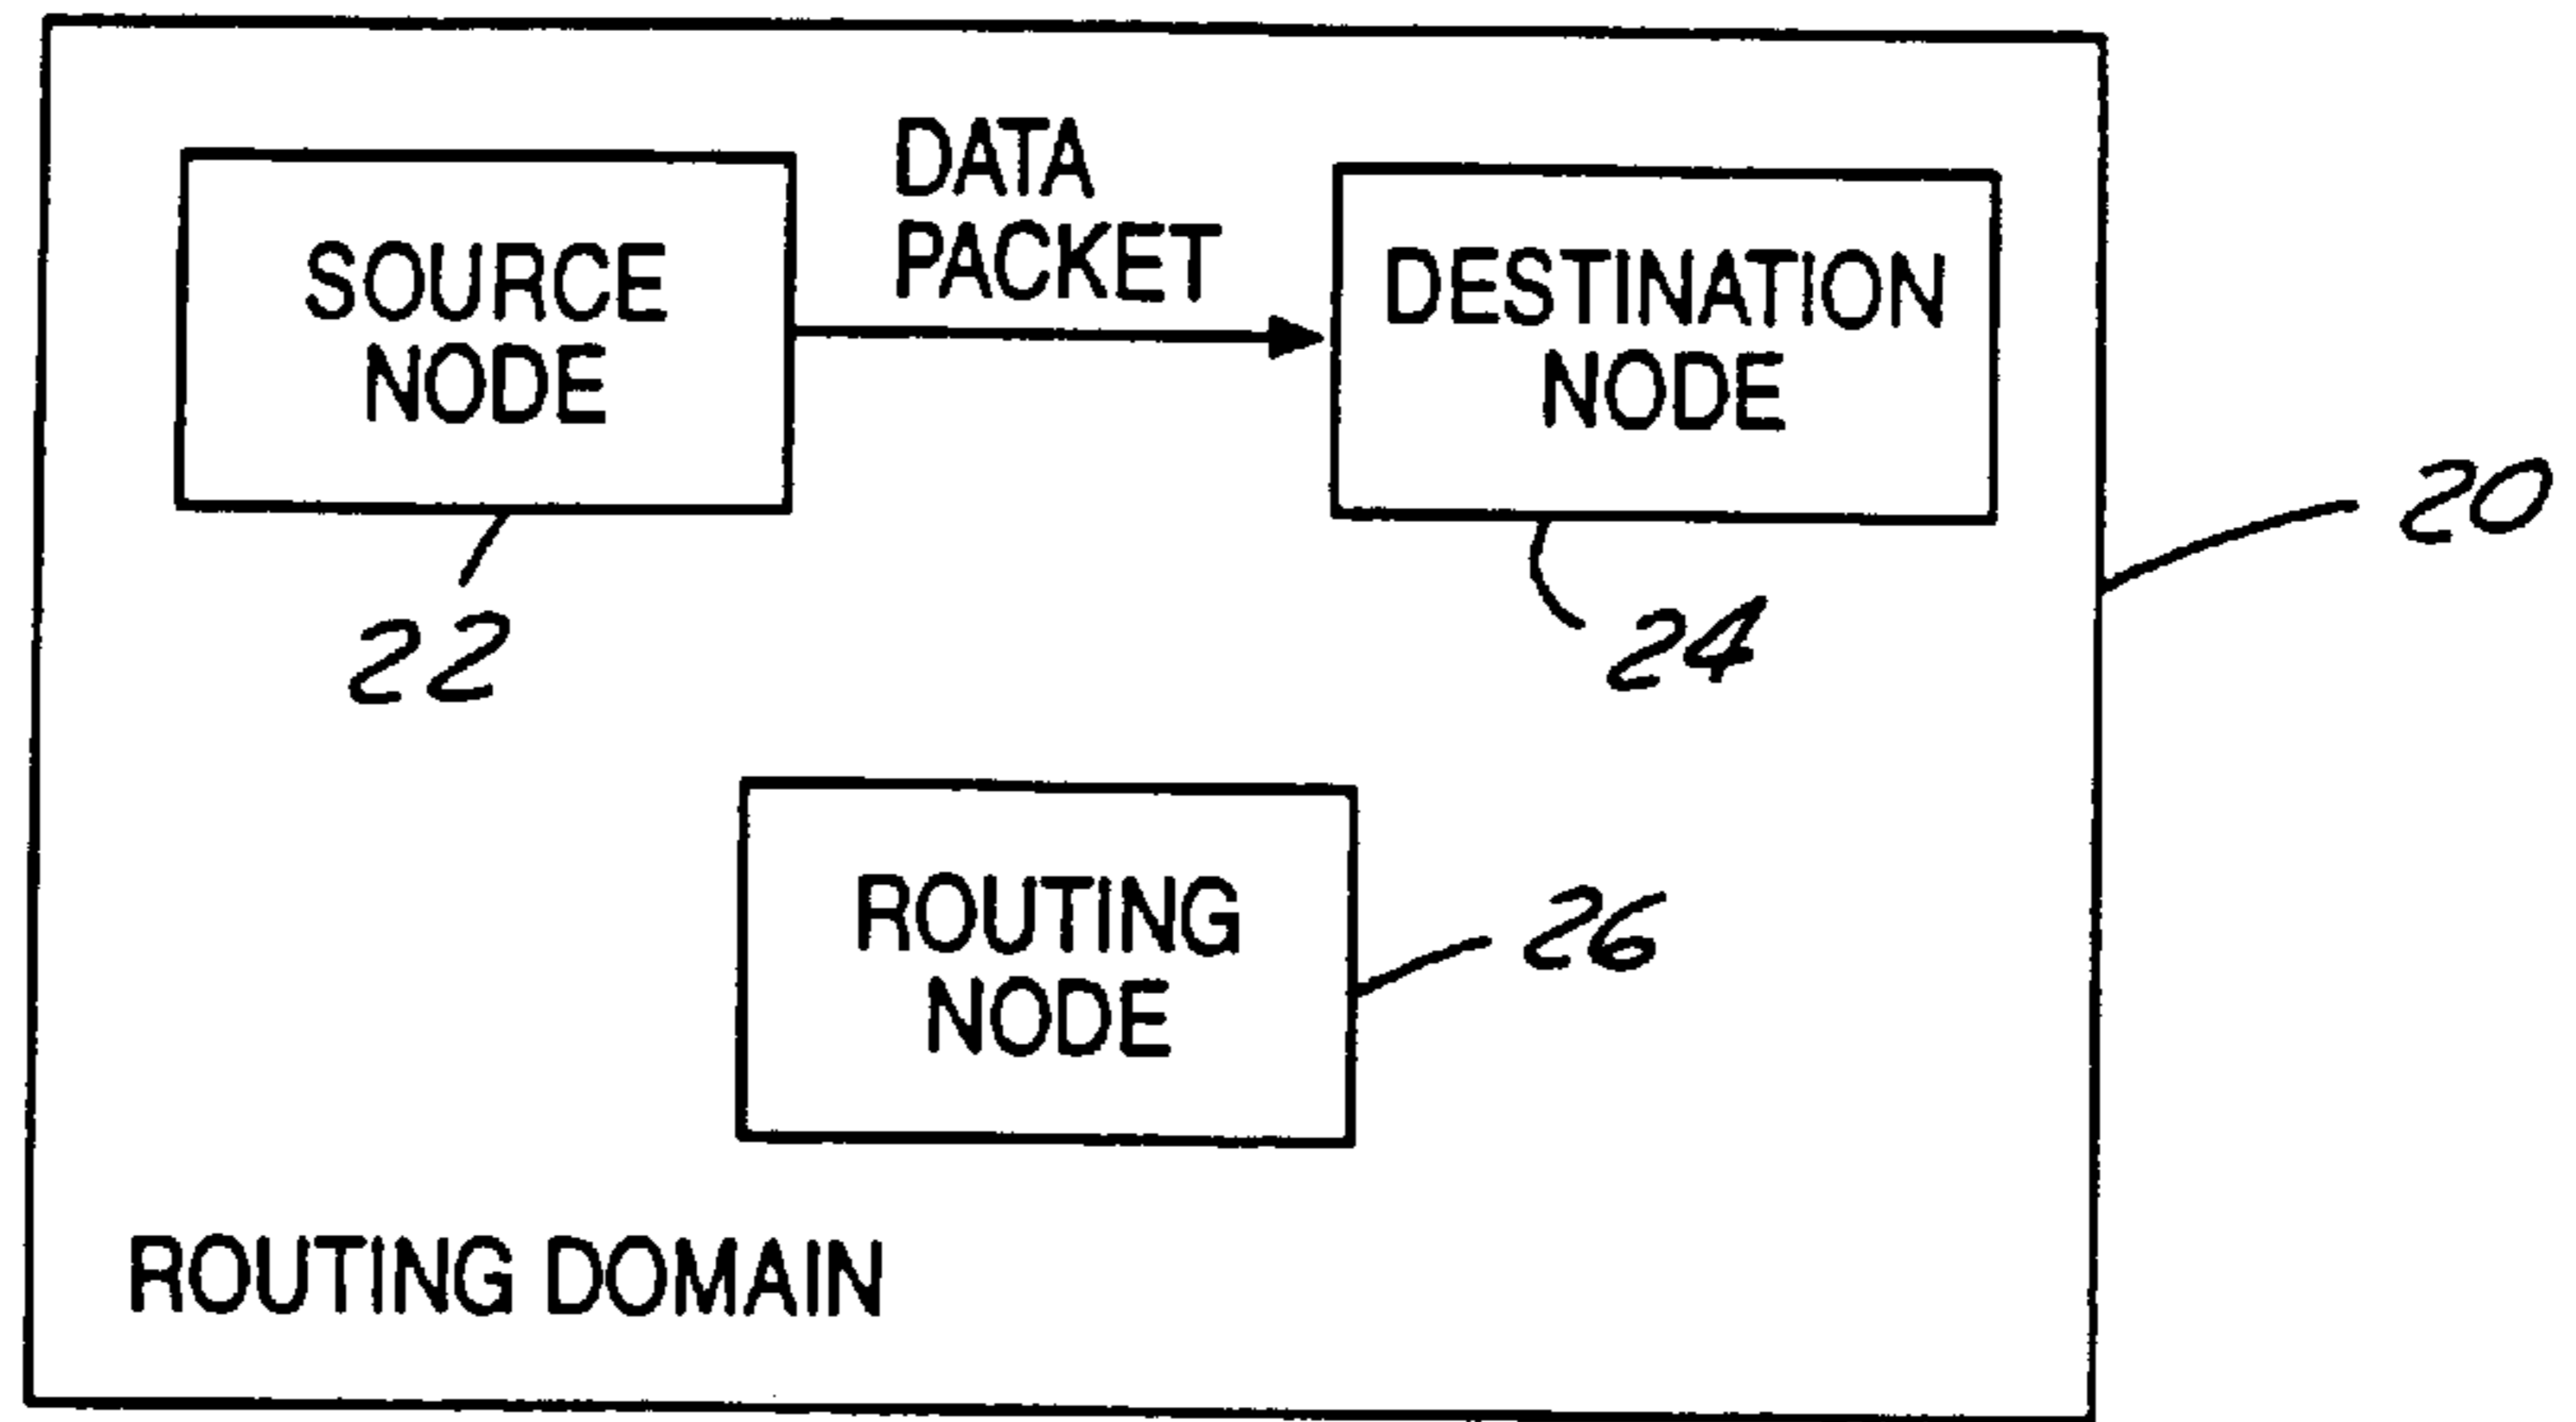 DATA
PACKET
SOURCE
NODE
DESTINATION
NODE
20
22
24
ROUTING
NODE
26
ROUTING DOMAIN